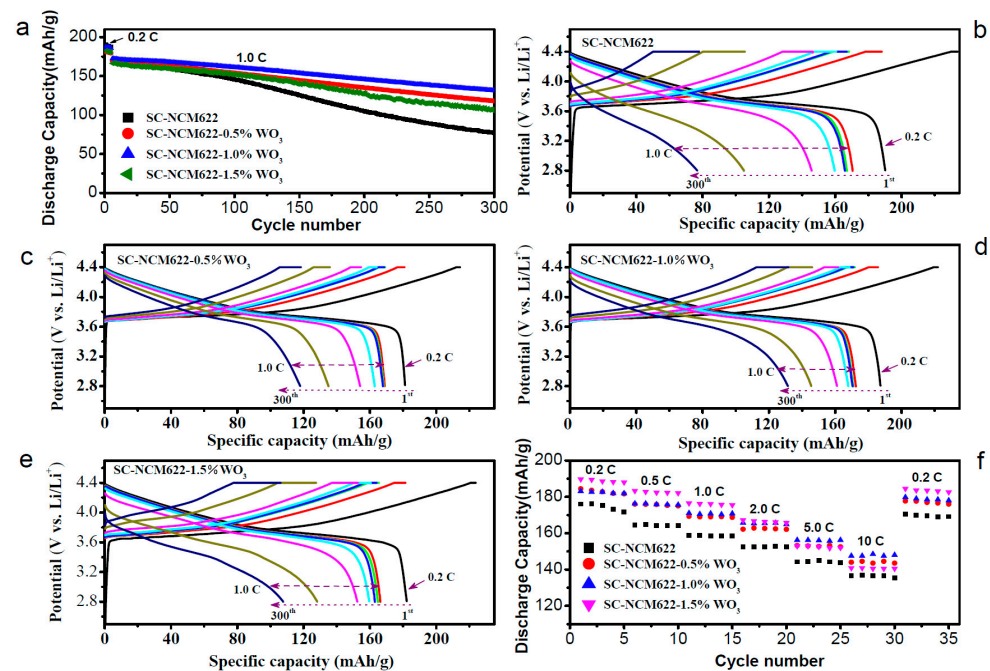 a
0.2 C
1.0 C
SC-NCM622
SC-NCM622-0.5% WO3
SC-NCM622-1.0% WO3
SC-NCM622-1.5% WO3
Discharge Capacity(mAh/g)
200
150
100
50
0
0 50 100 150 200 250 300
Cycle number
b
SC-NCM622
0.2 C
1.0 C
300th
1st
Potential (V vs. Li/Li+)
4.4
4.0
3.6
3.2
2.8
0 40 80 120 160 200
Specific capacity (mAh/g)
c
SC-NCM622-0.5%WO3
0.2 C
1.0 C
300th
1st
Potential (V vs. Li/Li+)
4.4
4.0
3.6
3.2
2.8
0 40 80 120 160 200
Specific capacity (mAh/g)
d
SC-NCM622-1.0%WO3
0.2 C
1.0 C
300th
1st
Potential (V vs. Li/Li+)
4.4
4.0
3.6
3.2
2.8
0 40 80 120 160 200
Specific capacity (mAh/g)
e
SC-NCM622-1.5%WO3
0.2 C
1.0 C
300th
1st
Potential (V vs. Li/Li+)
4.4
4.0
3.6
3.2
2.8
0 40 80 120 160 200
Specific capacity (mAh/g)
f
0.2 C
0.5 C
1.0 C
2.0 C
5.0 C
10 C
0.2 C
SC-NCM622
SC-NCM622-0.5% WO3
SC-NCM622-1.0% WO3
SC-NCM622-1.5% WO3
Discharge Capacity(mAh/g)
200
180
160
140
120
110
0 5 10 15 20 25 30 35
Cycle number